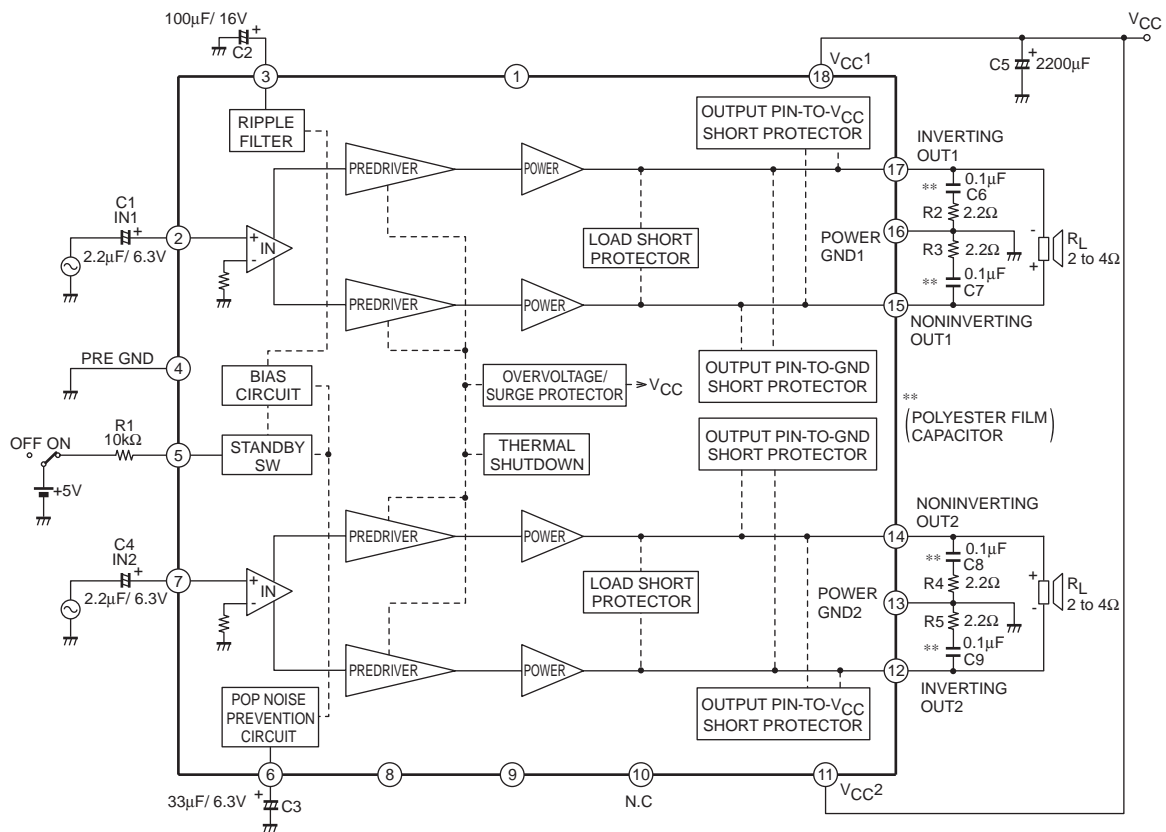 100μF/ 16V
+
C2
VCC
VCC1
C5
+
2200μF
3
1
18
RIPPLE
FILTER
OUTPUT PIN-TO-VCC
SHORT PROTECTOR
INVERTING
OUT1
PREDRIVER
POWER
17
**
0.1μF
C6
R2
2.2Ω
C1
IN1
+
2.2μF/ 6.3V
2
+
-
IN
LOAD SHORT
PROTECTOR
POWER
GND1
16
R3
2.2Ω
-
+
RL
2 to 4Ω
**
0.1μF
C7
PREDRIVER
POWER
15
NONINVERTING
OUT1
PRE GND
4
BIAS
CIRCUIT
OVERVOLTAGE/
SURGE PROTECTOR
VCC
OUTPUT PIN-TO-GND
SHORT PROTECTOR
**
(POLYESTER FILM
CAPACITOR)
OFF ON
R1
10kΩ
5
STANDBY
SW
THERMAL
SHUTDOWN
OUTPUT PIN-TO-GND
SHORT PROTECTOR
+5V
NONINVERTING
OUT2
PREDRIVER
POWER
14
**
0.1μF
C8
R4
2.2Ω
C4
IN2
+
2.2μF/ 6.3V
7
+
-
IN
LOAD SHORT
PROTECTOR
POWER
GND2
13
R5
2.2Ω
+
-
RL
2 to 4Ω
**
0.1μF
C9
PREDRIVER
POWER
12
INVERTING
OUT2
POP NOISE
PREVENTION
CIRCUIT
OUTPUT PIN-TO-VCC
SHORT PROTECTOR
6
8
9
10
11
33μF/ 6.3V
+
C3
N.C
VCC2